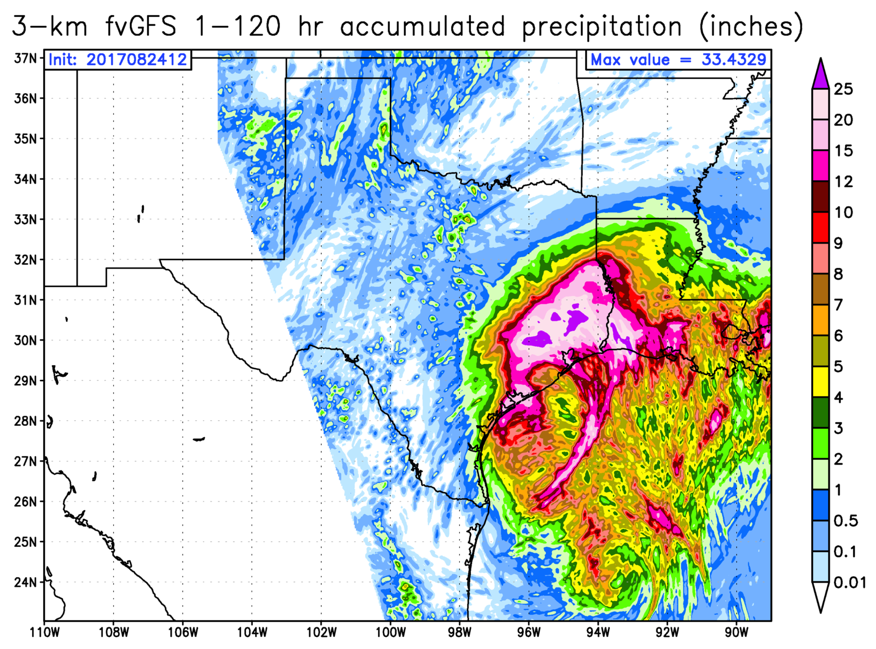 3-km fvGFS 1-120 hr accumulated precipitation (inches)
Init: 2017082412
Max value = 33.4329
37N
36N
35N
34N
33N
32N
31N
30N
29N
28N
27N
26N
25N
24N
110W 108W 106W 104W 102W 100W 98W 96W 94W 92W 90W
25
20
15
12
10
9
8
7
6
5
4
3
2
1
0.5
0.1
0.01